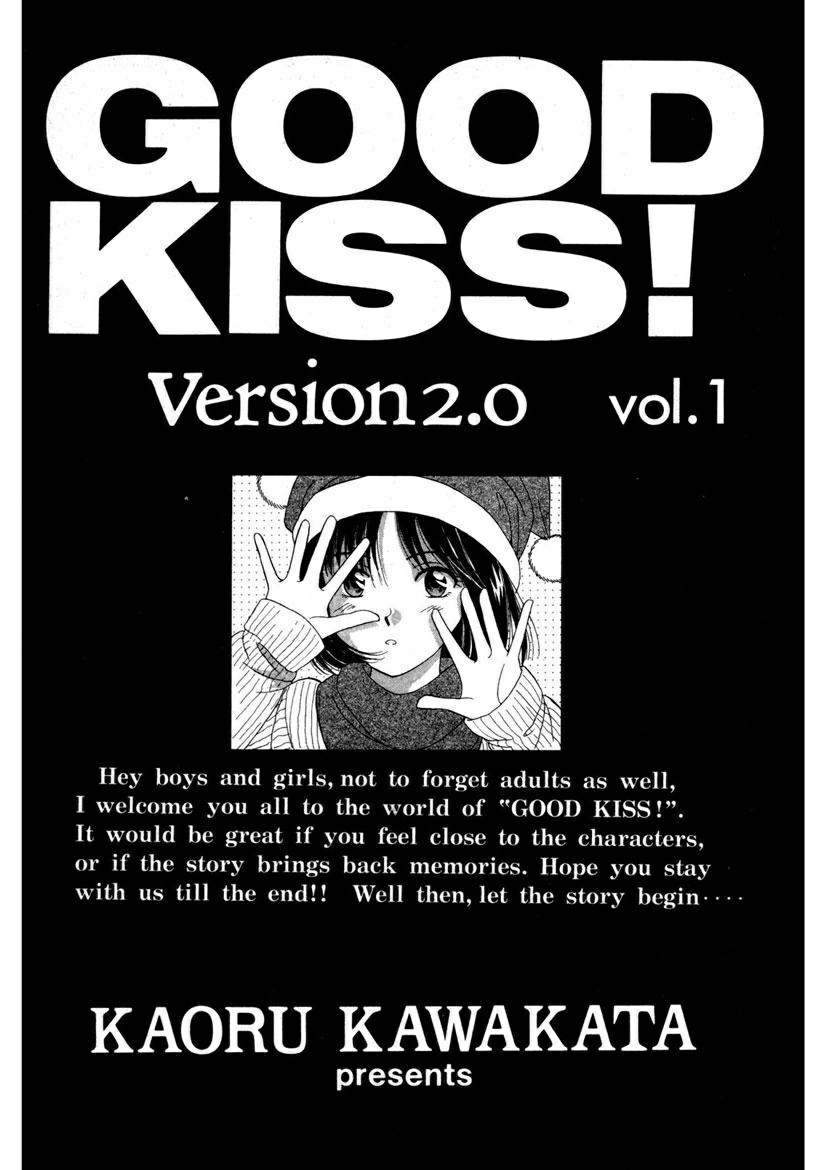 GOOD
KISS!
Version 2.0 vol.1
Hey boys and girls, not to forget adults as well,
I welcome you all to the world of "GOOD KISS!".
It would be great if you feel close to the characters,
or if the story brings back memories. Hope you stay
with us till the end!! Well then, let the story begin····
KAORU KAWAKATA
presents